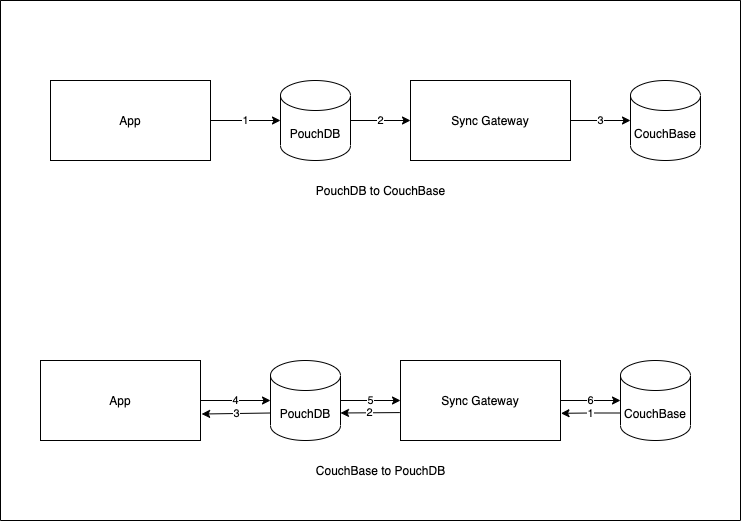 App
1
PouchDB
2
Sync Gateway
3
CouchBase
PouchDB to CouchBase
App
4
3
PouchDB
5
2
Sync Gateway
6
1
CouchBase
CouchBase to PouchDB